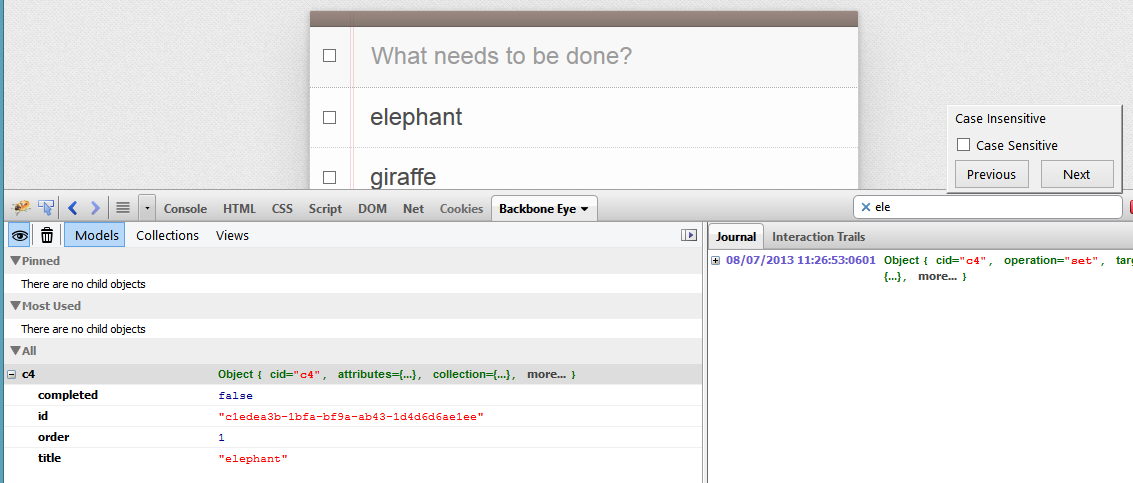 What needs to be done?
elephant
giraffe
Case Insensitive
Case Sensitive
Previous Next
Console HTML CSS Script DOM Net Cookies Backbone Eye ele
Models Collections Views
Journal Interaction Trails
Pinned
There are no child objects
Most Used
There are no child objects
All
c4 Object { cid="c4", attributes={...}, collection={...}, more... }
completed false
id "c1edea3b-1bfa-bf9a-ab43-1d4d6d6ae1ee"
order 1
title "elephant"
08/07/2013 11:26:53:0601 Object { cid="c4", operation="set", tar
{...}, more... }